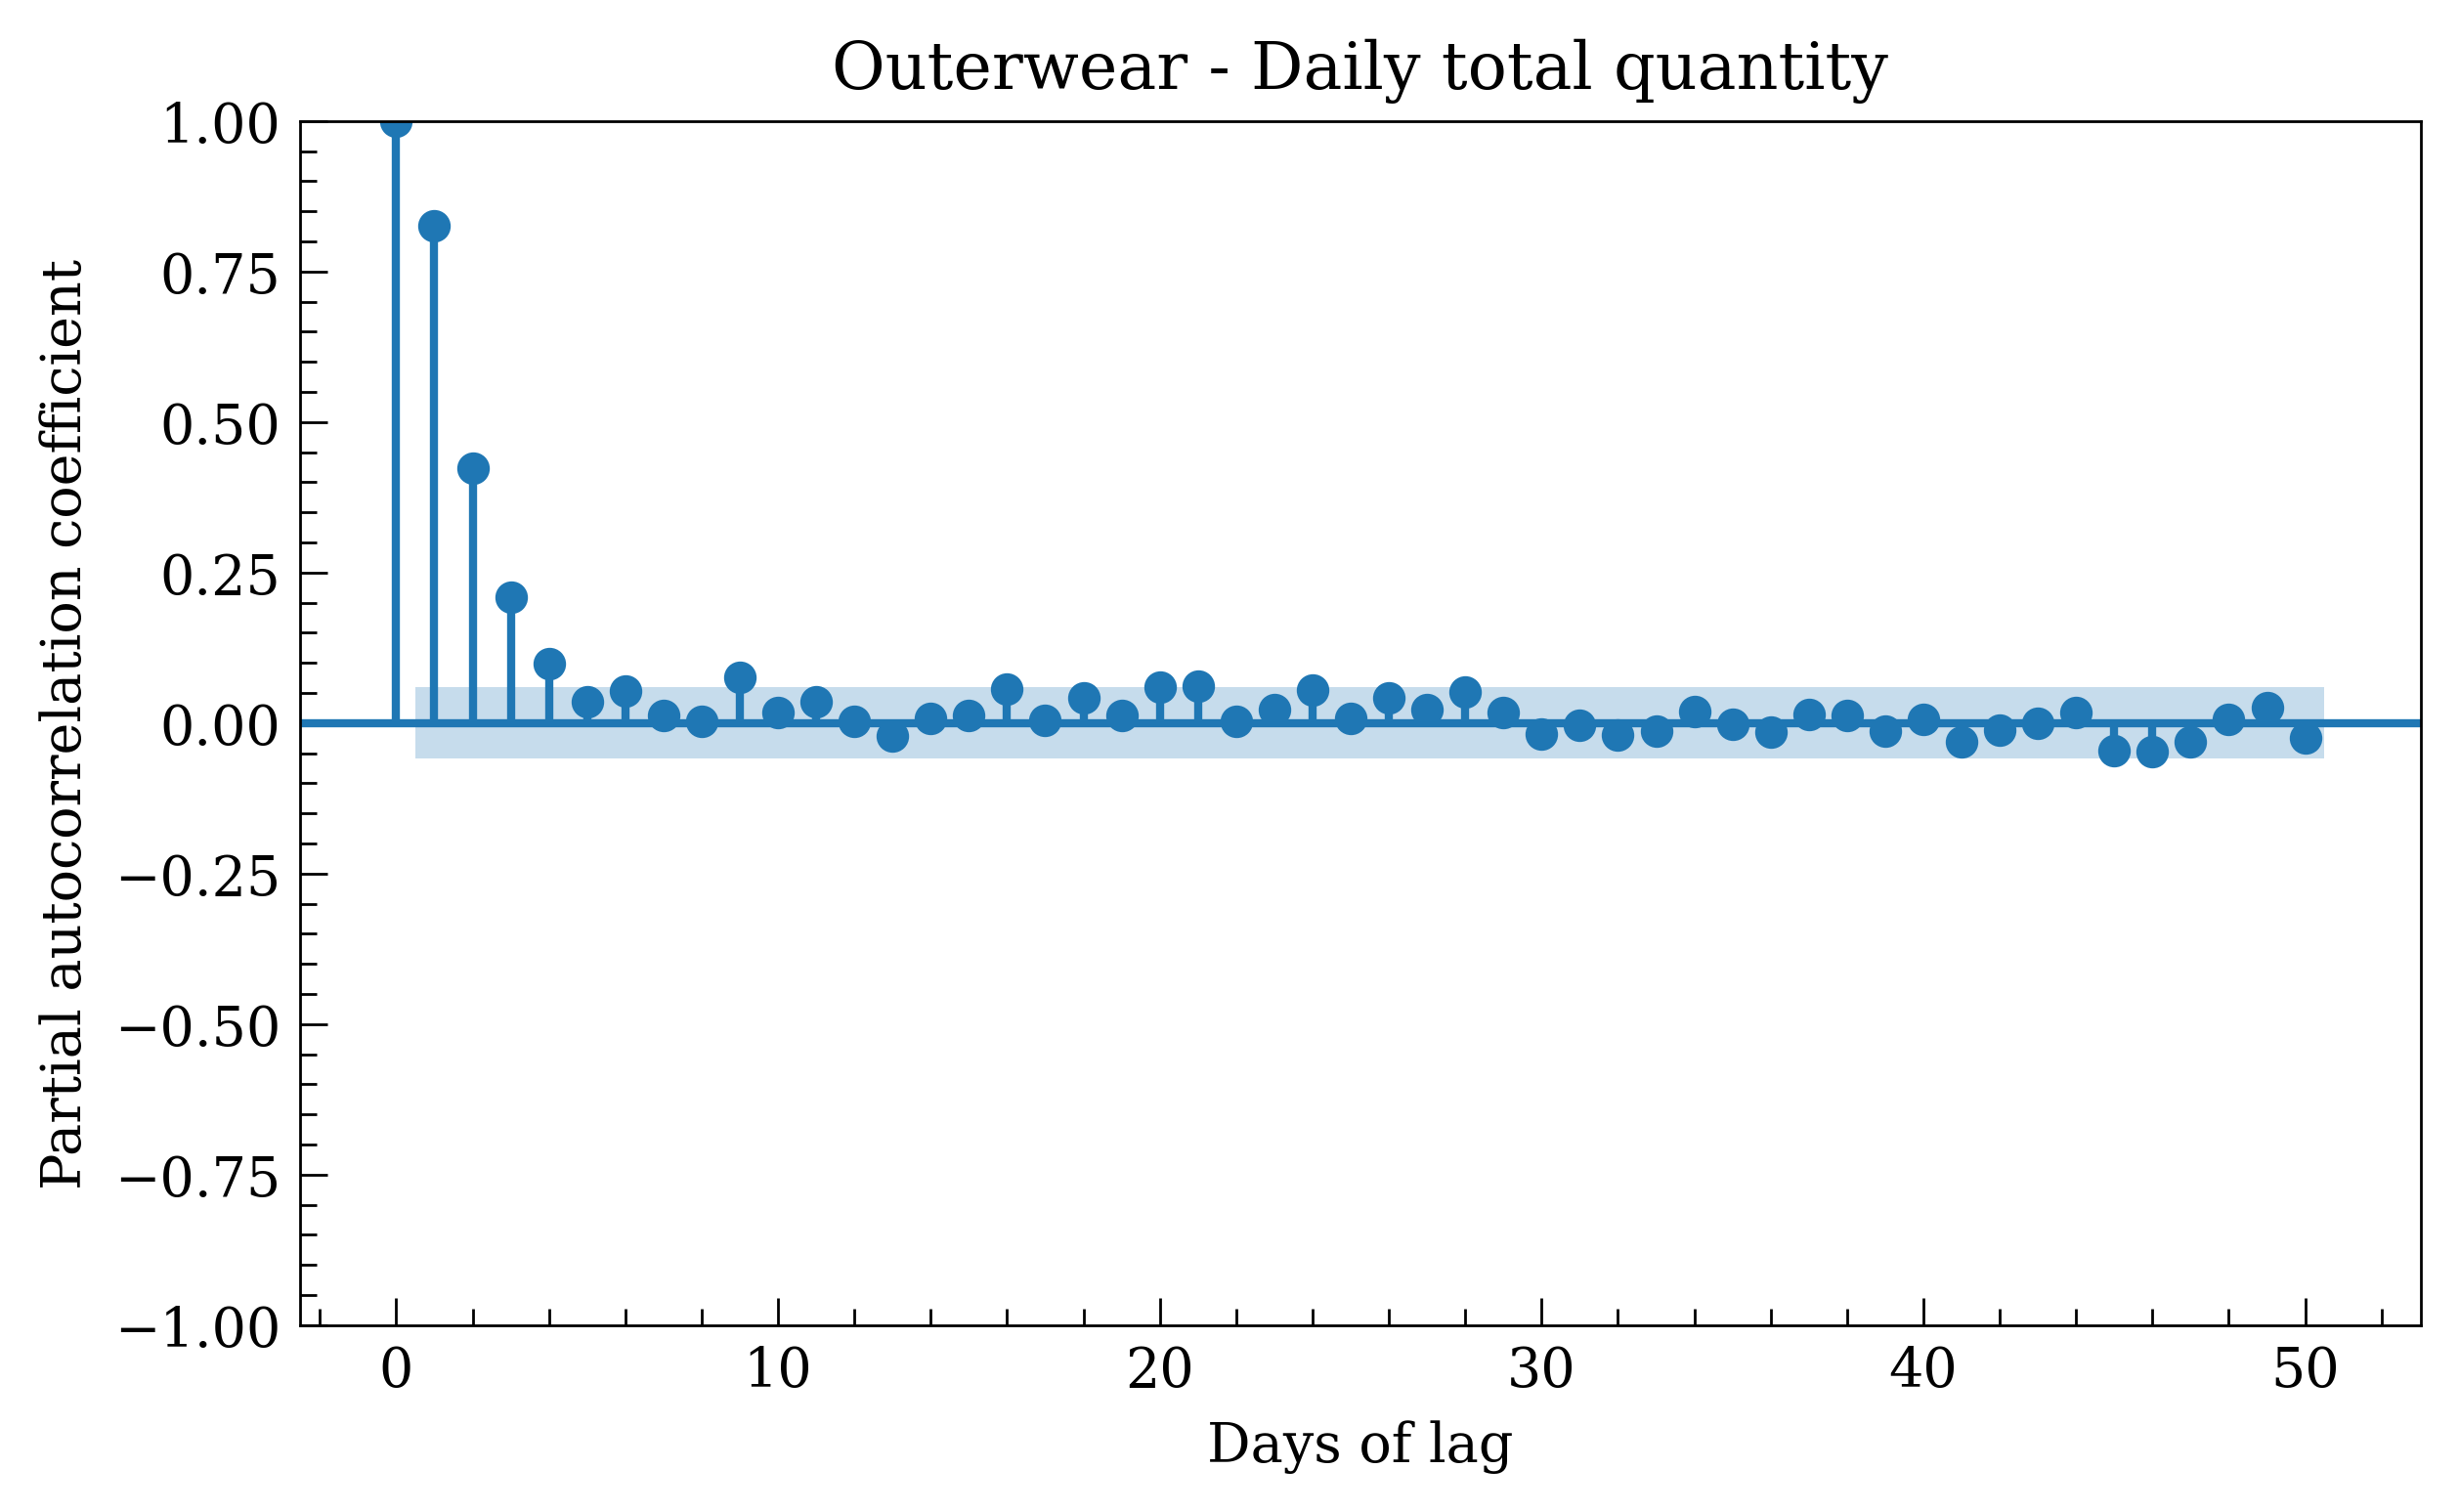 Outerwear - Daily total quantity
Partial autocorrelation coefficient
1.00
0.75
0.50
0.25
0.00
−0.25
−0.50
−0.75
−1.00
0 10 20 30 40 50
Days of lag